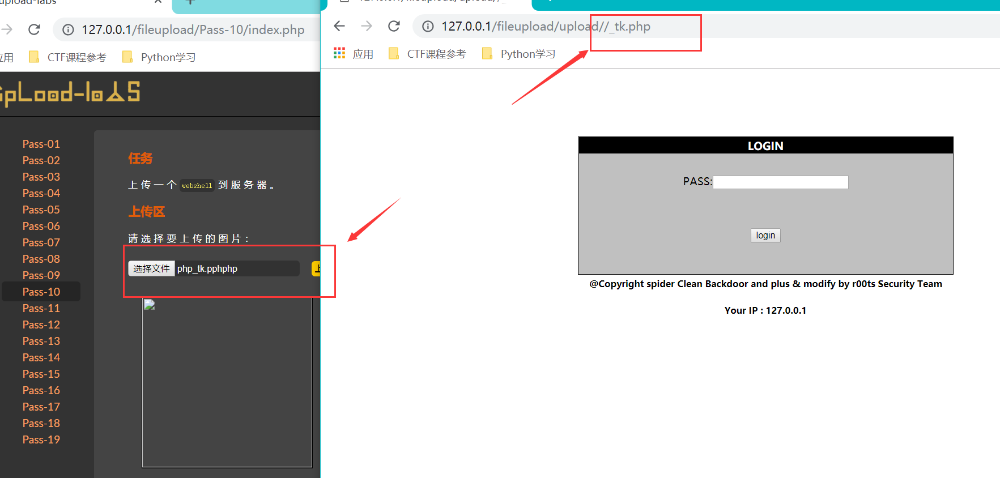 upload-labs
127.0.0.1/fileupload/Pass-10/index.php
应用 CTF课程参考 Python学习
upLoad-labS
Pass-01
Pass-02
Pass-03
Pass-04
Pass-05
Pass-06
Pass-07
Pass-08
Pass-09
Pass-10
Pass-11
Pass-12
Pass-13
Pass-14
Pass-15
Pass-16
Pass-17
Pass-18
Pass-19
任务
上传一个 webshell 到服务器。
上传区
请选择要上传的图片：
选择文件 php_tk.pphphp 上
127.0.0.1/fileupload/upload//_tk.php
应用 CTF课程参考 Python学习
LOGIN
PASS:
login
@Copyright spider Clean Backdoor and plus & modify by r00ts Security Team
Your IP : 127.0.0.1